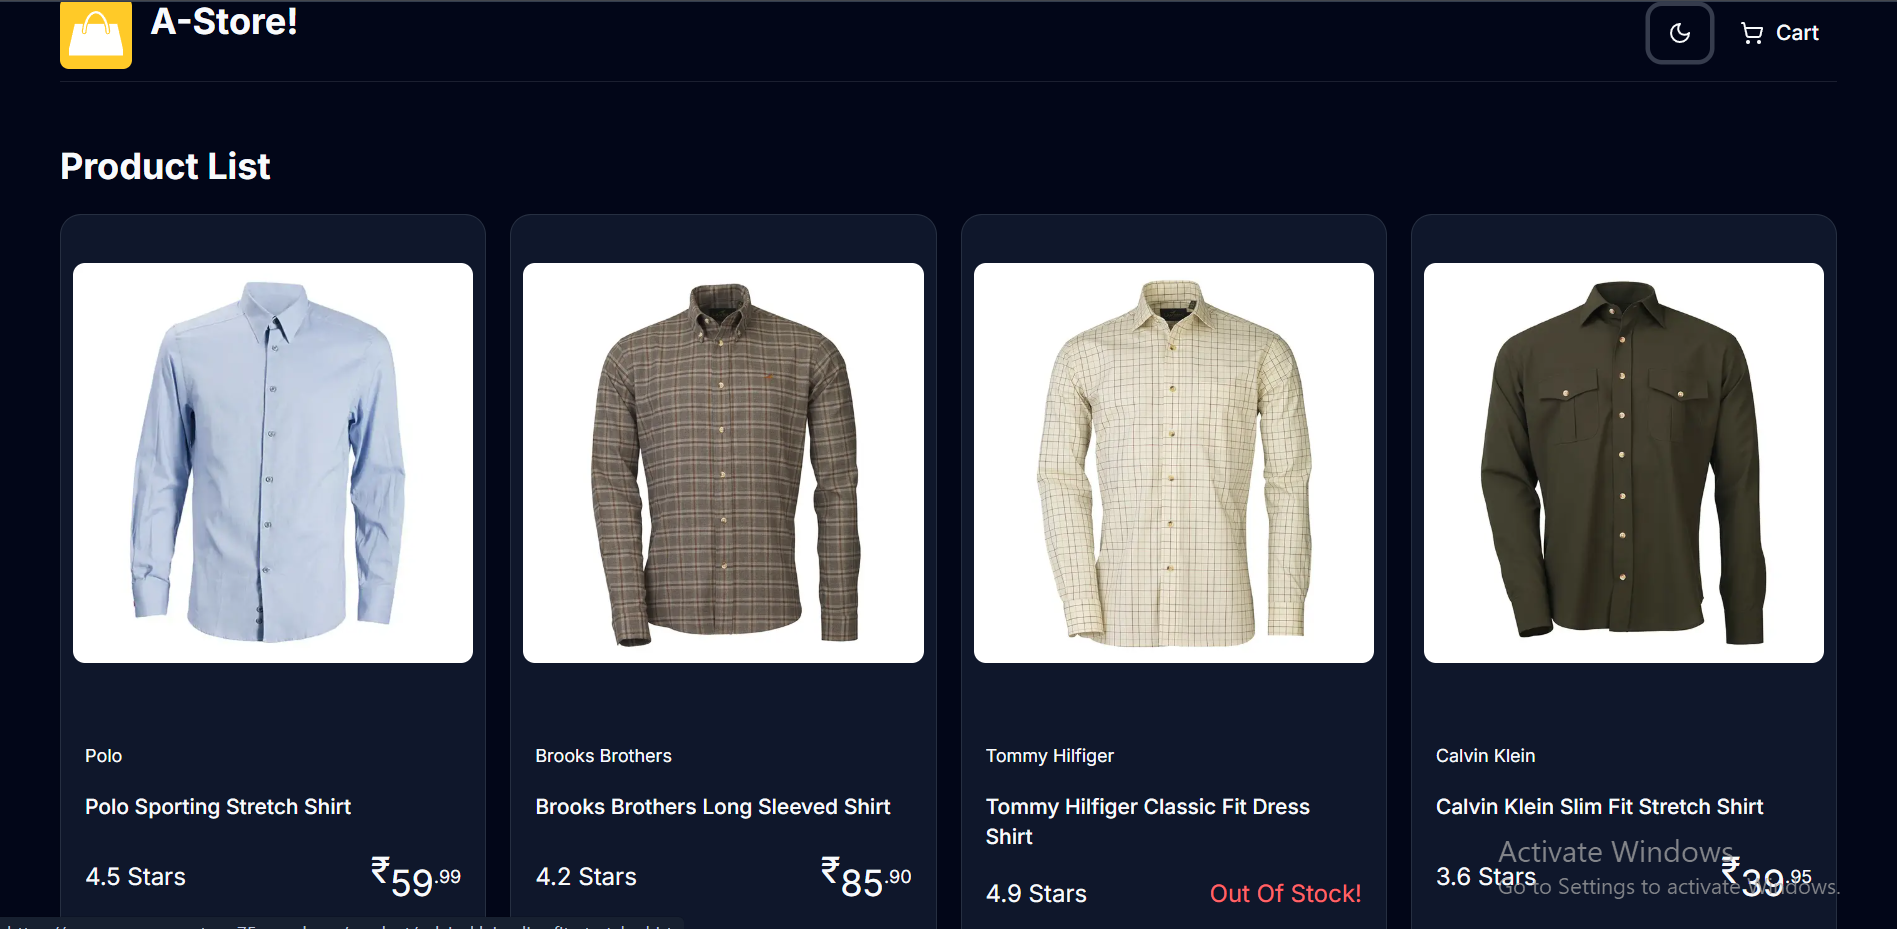 A-Store!
Cart
Product List
Polo
Polo Sporting Stretch Shirt
4.5 Stars
₹59.99
Brooks Brothers
Brooks Brothers Long Sleeved Shirt
4.2 Stars
₹85.90
Tommy Hilfiger
Tommy Hilfiger Classic Fit Dress
Shirt
4.9 Stars
Out Of Stock!
Calvin Klein
Calvin Klein Slim Fit Stretch Shirt
3.6 Stars
₹39.95
Activate Windows
Go to Settings to activate Windows.